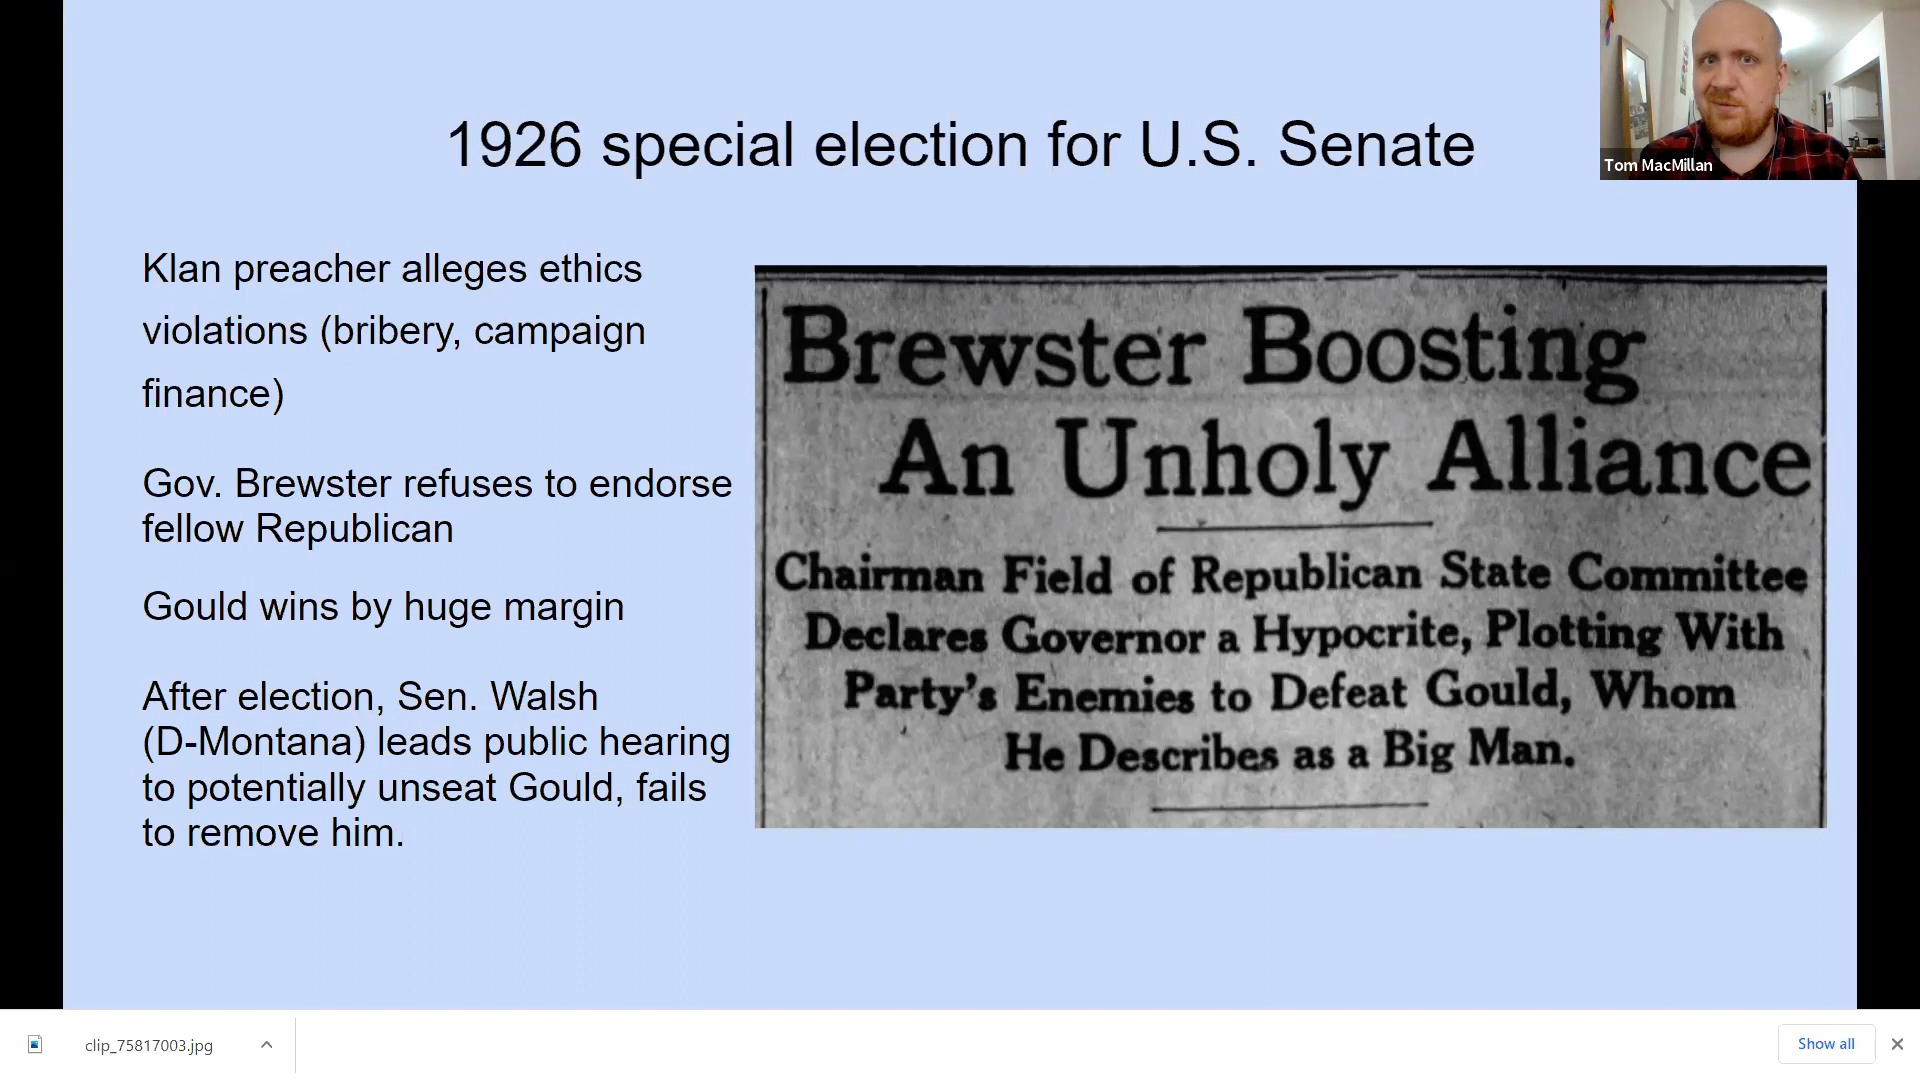 1926 special election for U.S. Senate
Tom MacMillan
Klan preacher alleges ethics
violations (bribery, campaign
finance)
Gov. Brewster refuses to endorse
fellow Republican
Gould wins by huge margin
After election, Sen. Walsh
(D-Montana) leads public hearing
to potentially unseat Gould, fails
to remove him.
Brewster Boosting
An Unholy Alliance
Chairman Field of Republican State Committee
Declares Governor a Hypocrite, Plotting With
Party's Enemies to Defeat Gould, Whom
He Describes as a Big Man.
clip_75817003.jpg
Show all